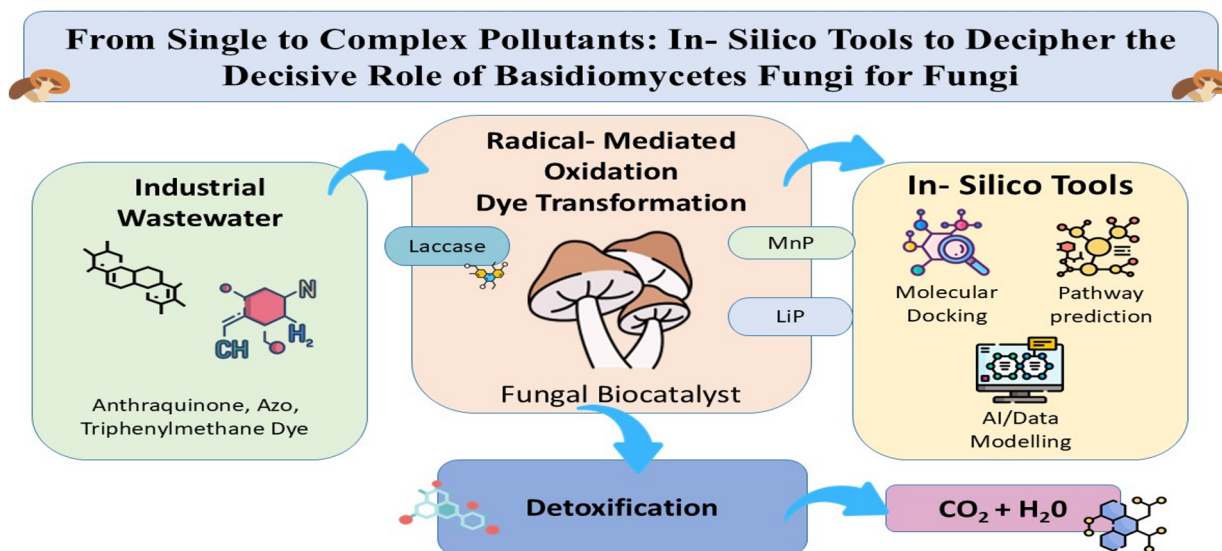 From Single to Complex Pollutants: In- Silico Tools to Decipher the
Decisive Role of Basidiomycetes Fungi for Fungi
Industrial
Wastewater
N
H₂
CH
Anthraquinone, Azo,
Triphenylmethane Dye
Radical- Mediated
Oxidation
Dye Transformation
Laccase
MnP
LiP
Fungal Biocatalyst
In- Silico Tools
Molecular
Docking
Pathway
prediction
AI/Data
Modelling
Detoxification
CO₂ + H₂0